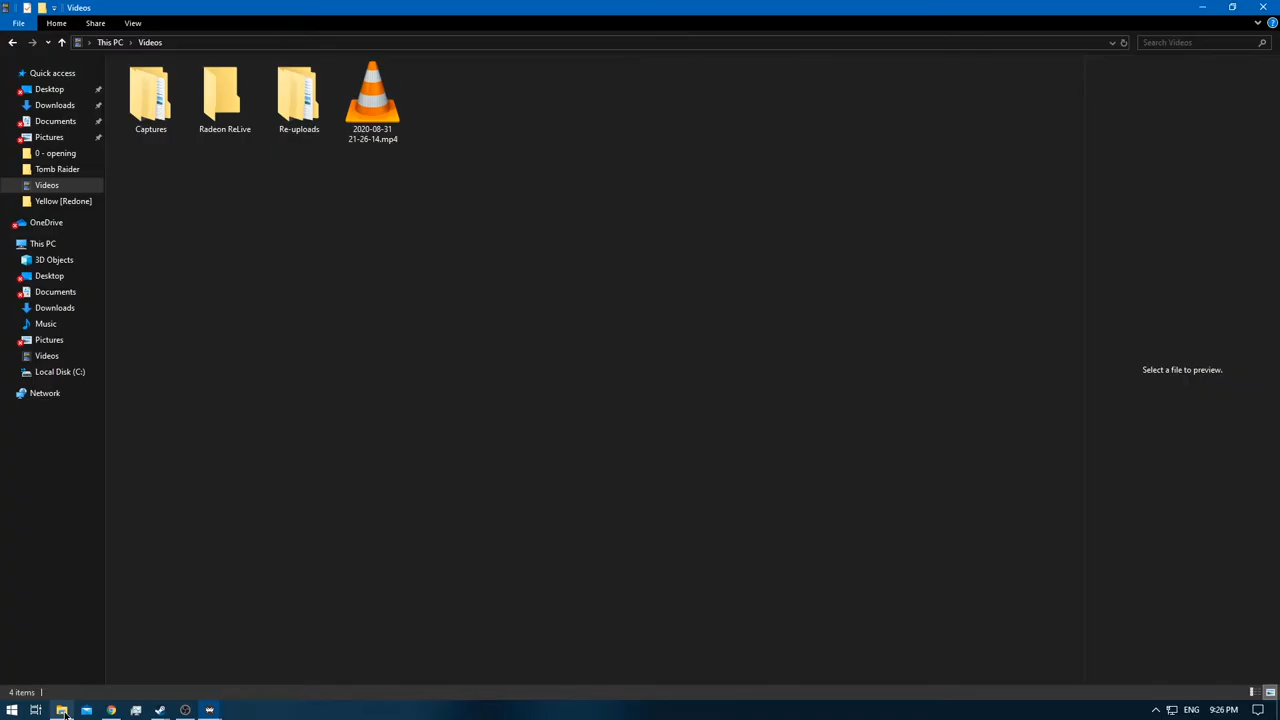 Videos
File Home Share View
This PC Videos
Search Videos
Quick access
Desktop
Downloads
Documents
Pictures
0 - opening
Tomb Raider
Videos
Yellow [Redone]
OneDrive
This PC
3D Objects
Desktop
Documents
Downloads
Music
Pictures
Videos
Local Disk (C:)
Network
Captures
Radeon ReLive
Re-uploads
2020-08-31
21-26-14.mp4
Select a file to preview.
4 items
ENG 9:26 PM